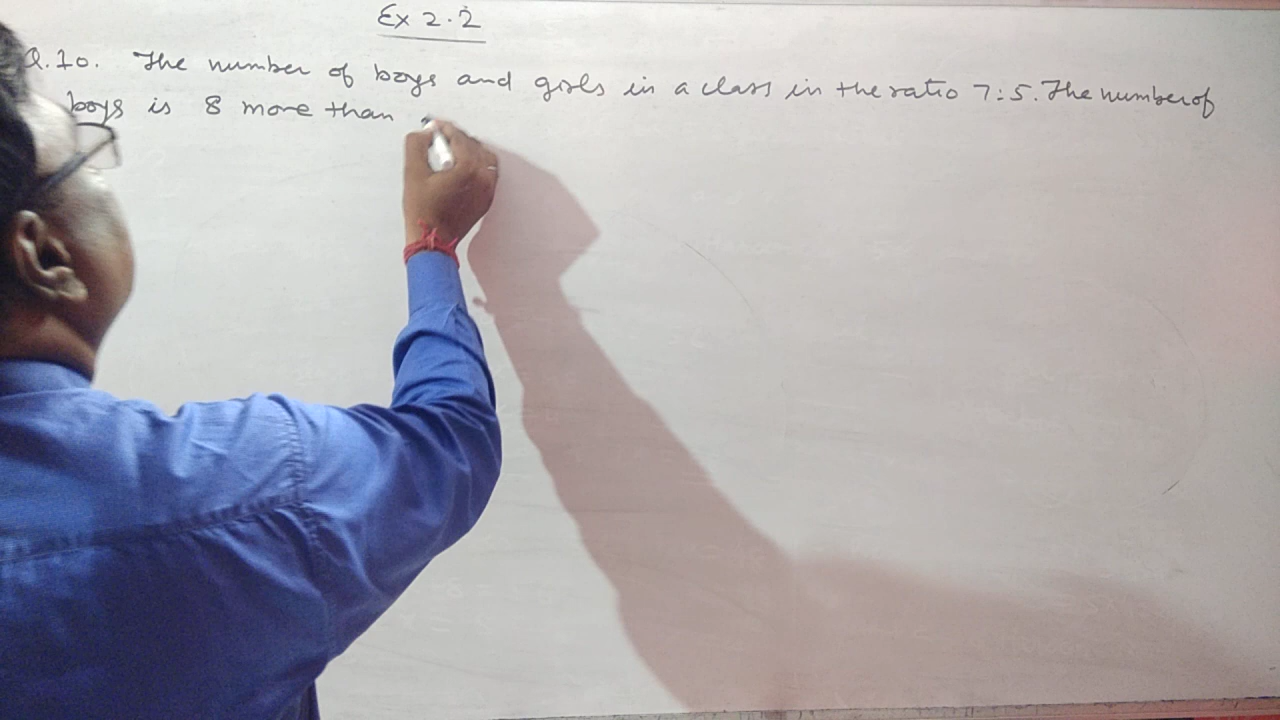 Ex 2.2
Q.10. The number of boys and girls in a class in the ratio 7:5. The number of
boys is 8 more than